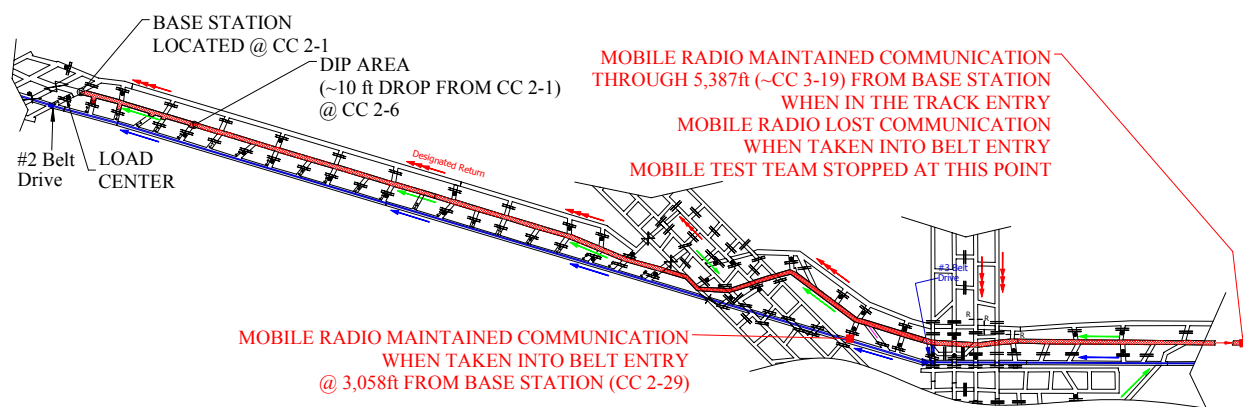 BASE STATION
LOCATED @ CC 2-1
DIP AREA
(~10 ft DROP FROM CC 2-1)
@ CC 2-6
#2 Belt
Drive
LOAD
CENTER
Designated Return
MOBILE RADIO MAINTAINED COMMUNICATION
THROUGH 5,387ft (~CC 3-19) FROM BASE STATION
WHEN IN THE TRACK ENTRY
MOBILE RADIO LOST COMMUNICATION
WHEN TAKEN INTO BELT ENTRY
MOBILE TEST TEAM STOPPED AT THIS POINT
#3 Belt
Drive
R
R
MOBILE RADIO MAINTAINED COMMUNICATION
WHEN TAKEN INTO BELT ENTRY
@ 3,058ft FROM BASE STATION (CC 2-29)